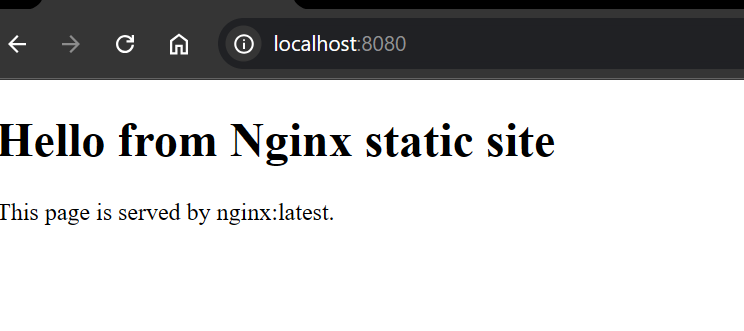 localhost:8080
Hello from Nginx static site
This page is served by nginx:latest.